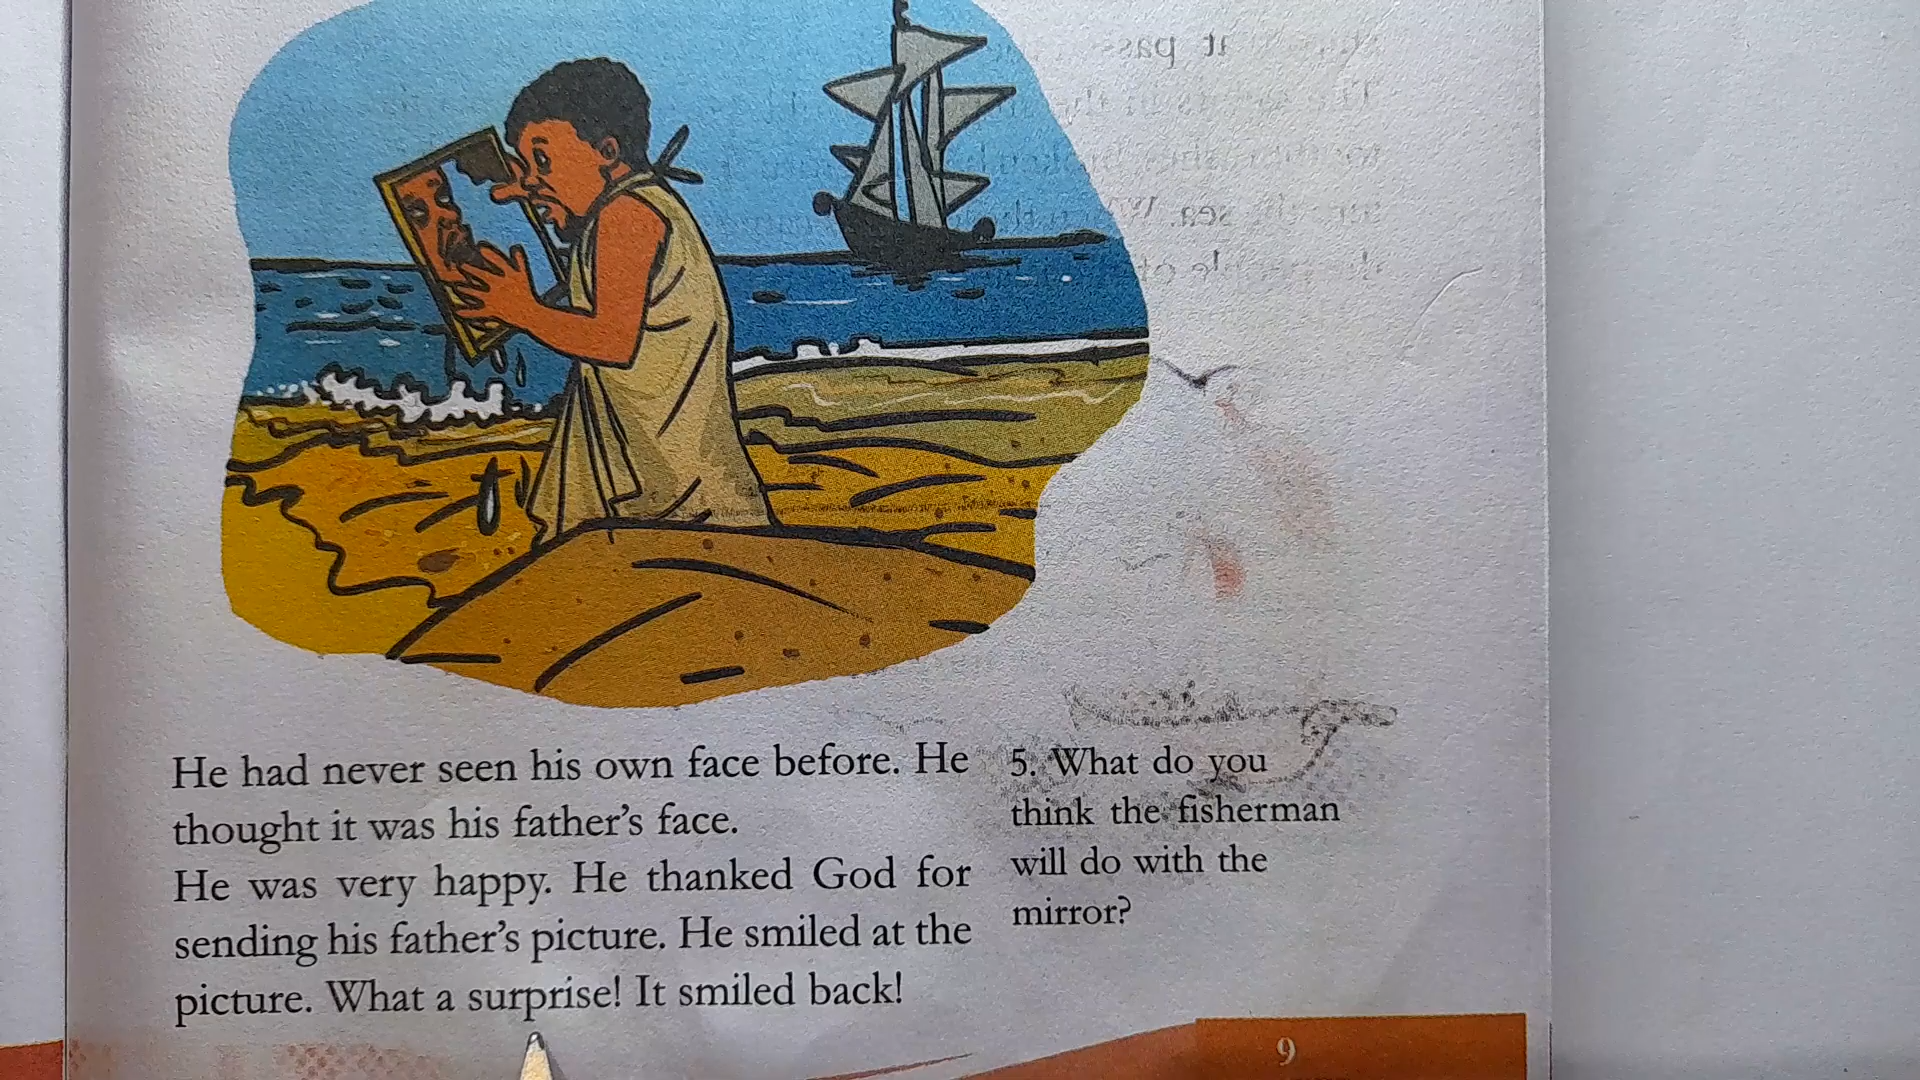 He had never seen his own face before. He
thought it was his father's face.
He was very happy. He thanked God for
sending his father's picture. He smiled at the
picture. What a surprise! It smiled back!
5. What do you
think the fisherman
will do with the
mirror?
9